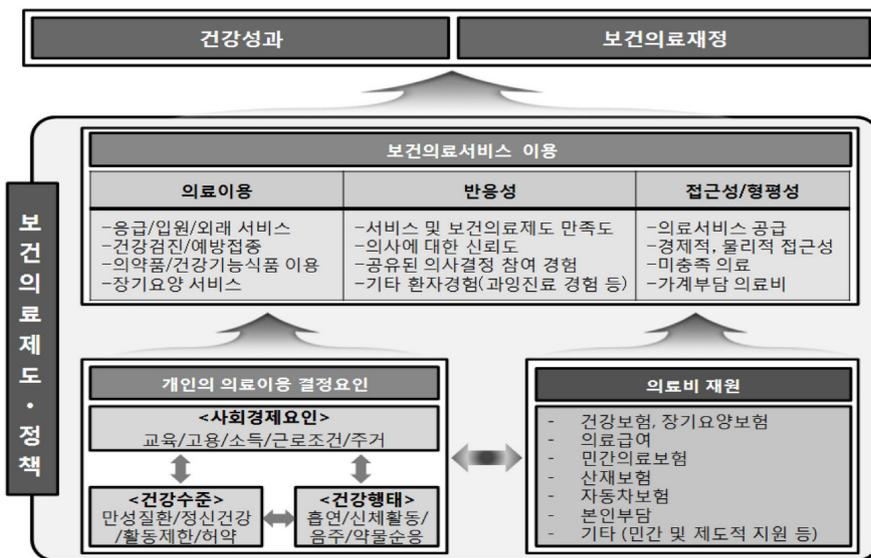 건강성과
보건의료재정
보건의료제도·정책
보건의료서비스 이용
의료이용
-응급/입원/외래 서비스
-건강검진/예방접종
-의약품/건강기능식품 이용
-장기요양 서비스
반응성
-서비스 및 보건의료제도 만족도
-의사에 대한 신뢰도
-공유된 의사결정 참여 경험
-기타 환자경험(과잉진료 경험 등)
접근성/형평성
-의료서비스 공급
-경제적, 물리적 접근성
-미충족 의료
-가계부담 의료비
개인의 의료이용 결정요인
<사회경제요인>
교육/고용/소득/근로조건/주거
<건강수준>
만성질환/정신건강
/활동제한/허약
<건강행태>
흡연/신체활동/
음주/약물순응
의료비 재원
- 건강보험, 장기요양보험
- 의료급여
- 민간의료보험
- 산재보험
- 자동차보험
- 본인부담
- 기타 (민간 및 제도적 지원 등)